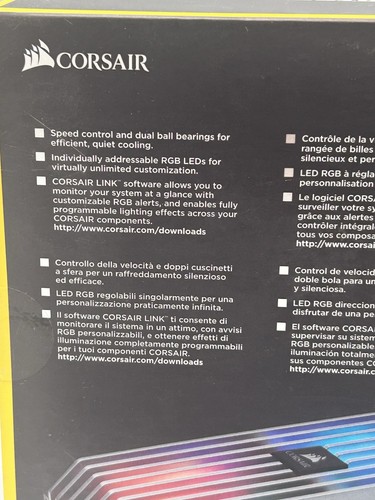 CORSAIR
Speed control and dual ball bearings for
efficient, quiet cooling.
Individually addressable RGB LEDs for
virtually unlimited customization.
CORSAIR LINK™ software allows you to
monitor your system at a glance with
customizable RGB alerts, and enables fully
programmable lighting effects across your
CORSAIR components.
http://www.corsair.com/downloads
Contrôle de la v
rangée de billes
silencieux et per
LED RGB à régla
personnalisation
Le logiciel CORSA
surveiller votre sy
grâce aux alertes
contrôler intégrale
tous vos composa
http://www.corsai
Controllo della velocità e doppi cuscinetti
a sfera per un raffreddamento silenzioso
ed efficace.
LED RGB regolabili singolarmente per una
personalizzazione praticamente infinita.
Il software CORSAIR LINK™ ti consente di
monitorare il sistema in un attimo, con avvisi
RGB personalizzabili, e ottenere effetti di
illuminazione completamente programmabili
per i tuoi componenti CORSAIR.
http://www.corsair.com/downloads
Control de velocid
doble bola para un
y silenciosa.
LED RGB direccion
disfrutar de una pe
El software CORSA
supervisar su sistem
RGB personalizable
iluminación totalme
sus componentes CO
http://www.corsair.c
CORSAIR